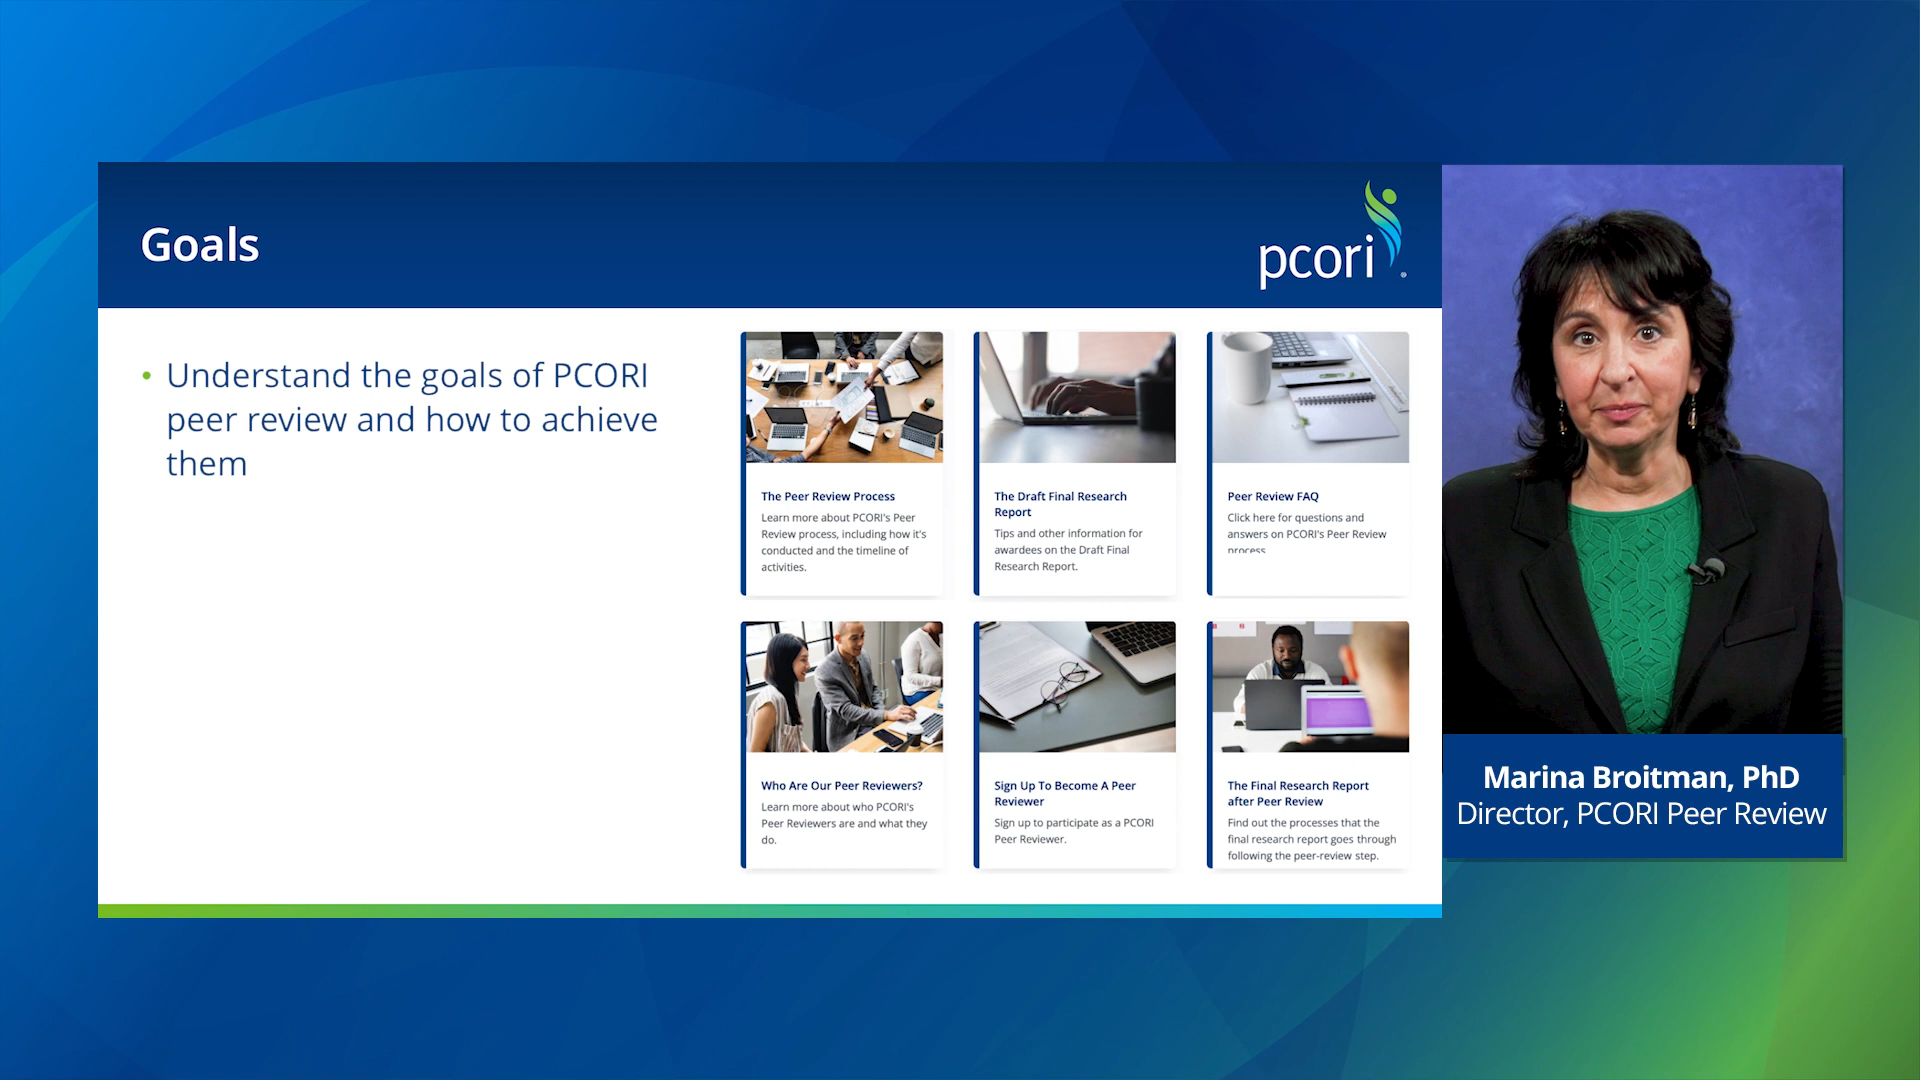 Goals
pcori
Understand the goals of PCORI
peer review and how to achieve
them
The Peer Review Process
Learn more about PCORI's Peer
Review process, including how it's
conducted and the timeline of
activities.
The Draft Final Research
Report
Tips and other information for
awardees on the Draft Final
Research Report.
Peer Review FAQ
Click here for questions and
answers on PCORI's Peer Review
process
Who Are Our Peer Reviewers?
Learn more about who PCORI's
Peer Reviewers are and what they
do.
Sign Up To Become A Peer
Reviewer
Sign up to participate as a PCORI
Peer Reviewer.
The Final Research Report
after Peer Review
Find out the processes that the
final research report goes through
following the peer-review step.
Marina Broitman, PhD
Director, PCORI Peer Review